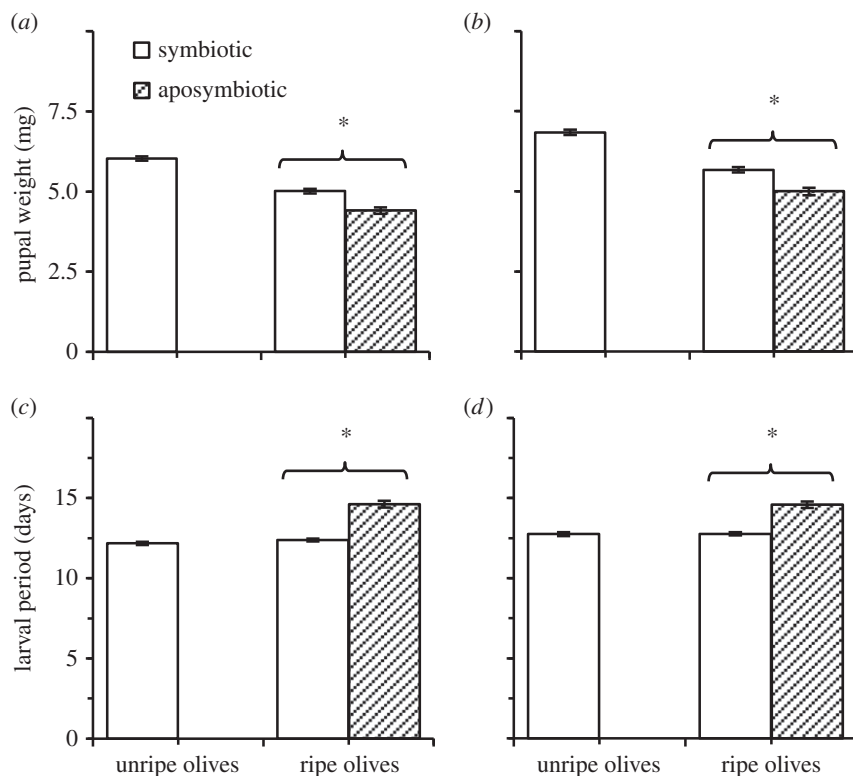 (a)
(b)
symbiotic
aposymbiotic
*
*
pupal weight (mg)
7.5
5.0
2.5
0
(c)
(d)
*
*
larval period (days)
15
10
5
0
unripe olives
ripe olives
unripe olives
ripe olives